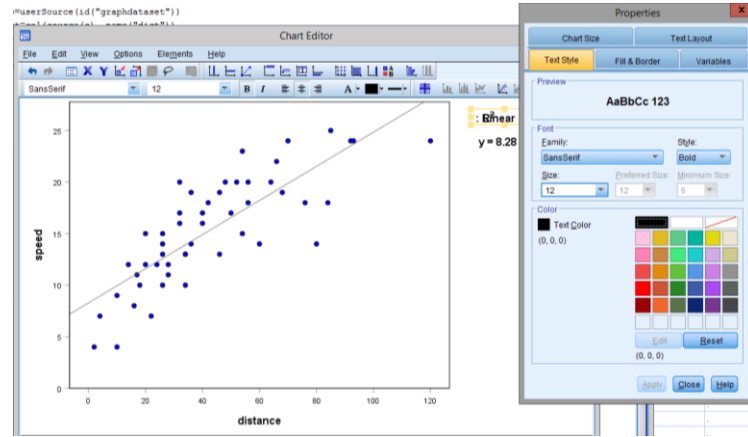 =userSource(id("graphdataset"))
Chart Editor
File Edit View Options Elements Help
X Y
SansSerif 12 B I A
25
20
15
10
5
0
speed
0 20 40 60 80 100 120
distance
Linear
y = 8.28
Properties
X
Chart Size Text Layout
Text Style Fill & Border Variables
Preview
AaBbCc 123
Font
Family: Style:
SansSerif Bold
Size: Preferred Size: Minimum Size:
12 12 6
Color
Text Color
(0, 0, 0)
Edit Reset
(0, 0, 0)
Apply Close Help